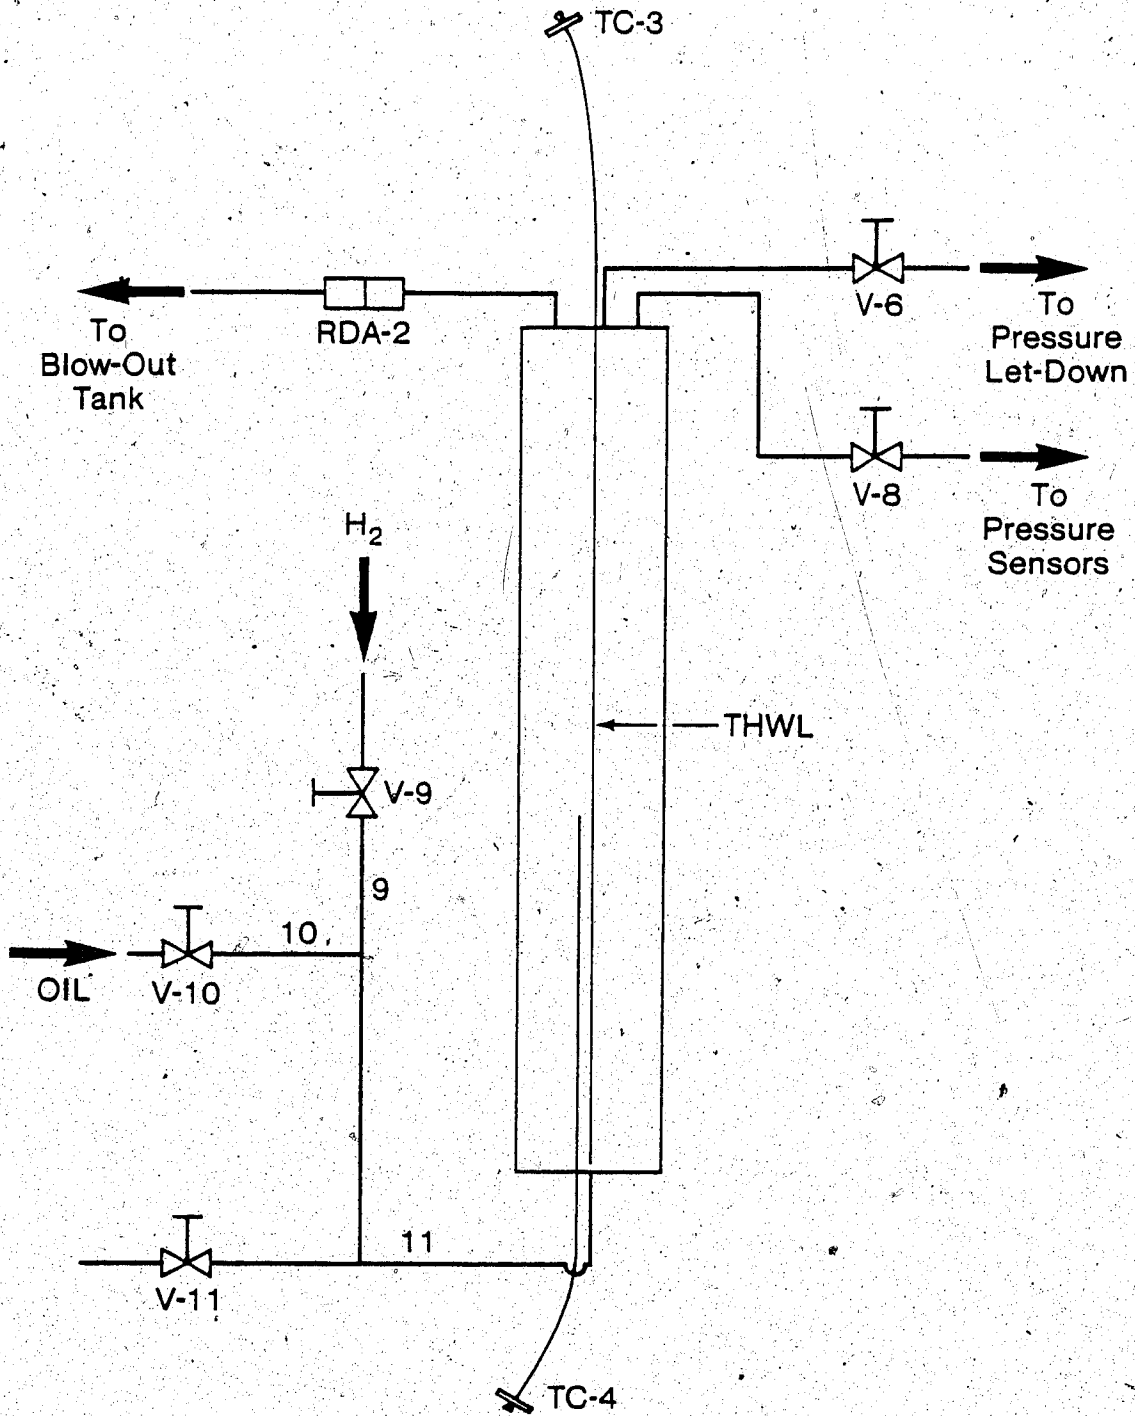 TC-3
V-6
To
Pressure
Let-Down
RDA-2
To
Blow-Out
Tank
V-8
To
Pressure
Sensors
H2
THWL
V-9
9
10
OIL
V-10
11
V-11
TC-4